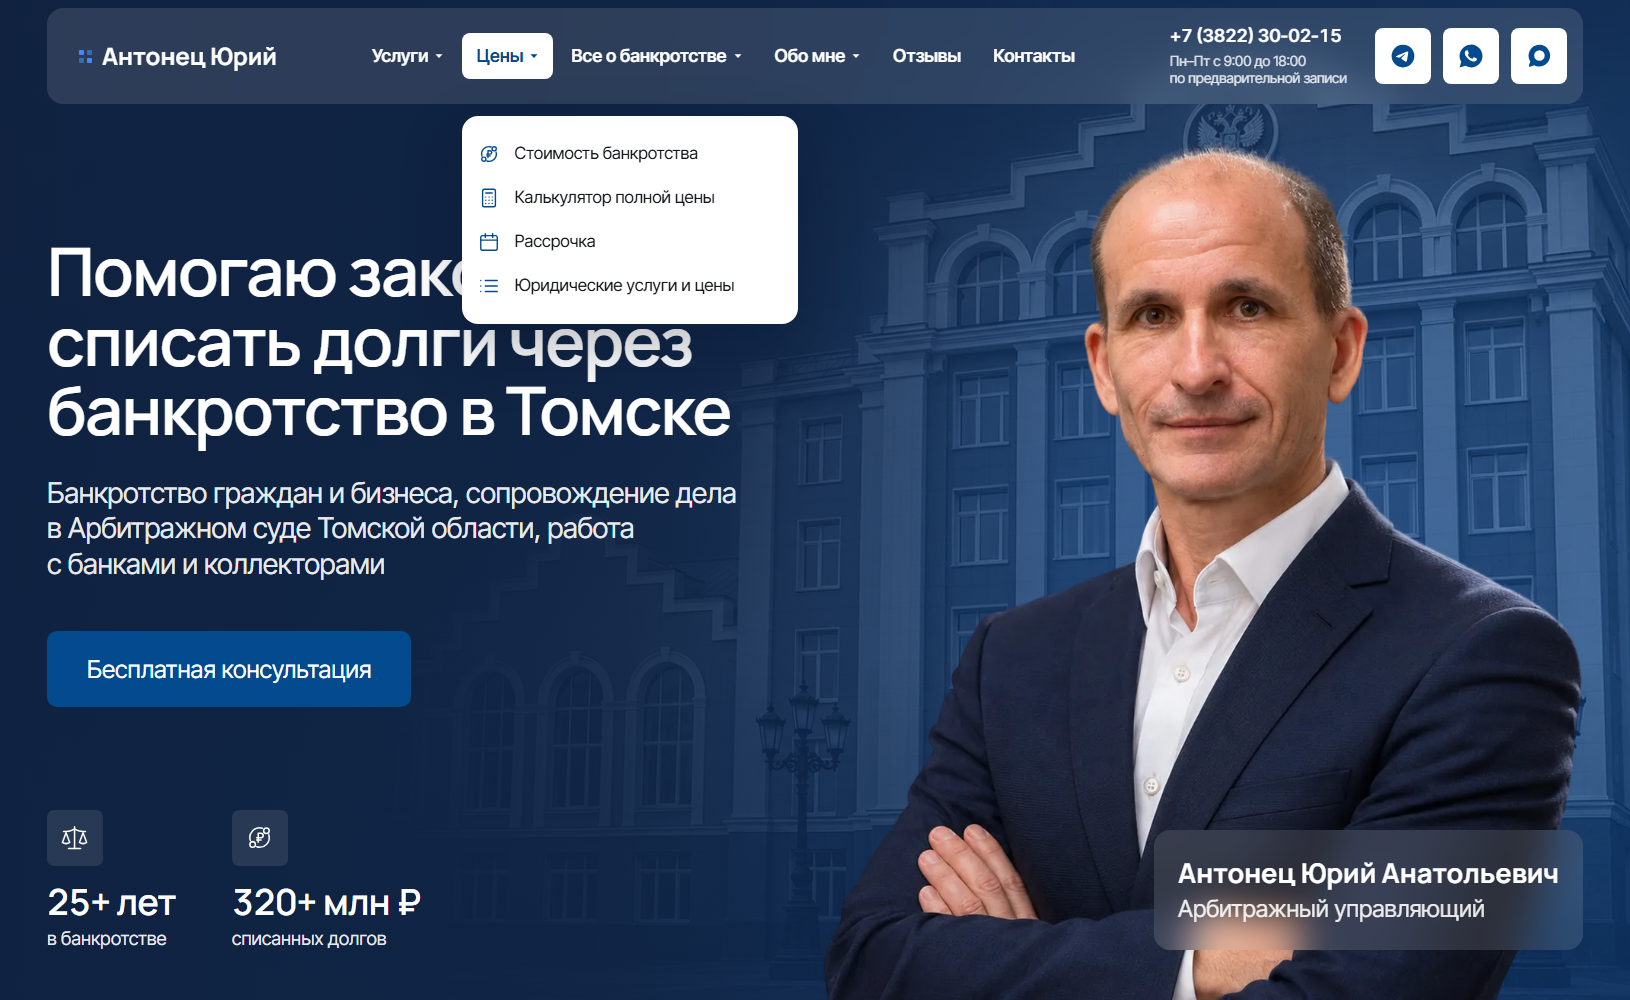 Антонец Юрий
Услуги
Цены
Все о банкротстве
Обо мне
Отзывы
Контакты
+7 (3822) 30-02-15
Пн–Пт с 9:00 до 18:00
по предварительной записи
Стоимость банкротства
Калькулятор полной цены
Рассрочка
Юридические услуги и цены
Помогаю
списать долги через
банкротство в Томске
Банкротство граждан и бизнеса, сопровождение дела
в Арбитражном суде Томской области, работа
с банками и коллекторами
Бесплатная консультация
25+ лет
в банкротстве
320+ млн ₽
списанных долгов
Антонец Юрий Анатольевич
Арбитражный управляющий